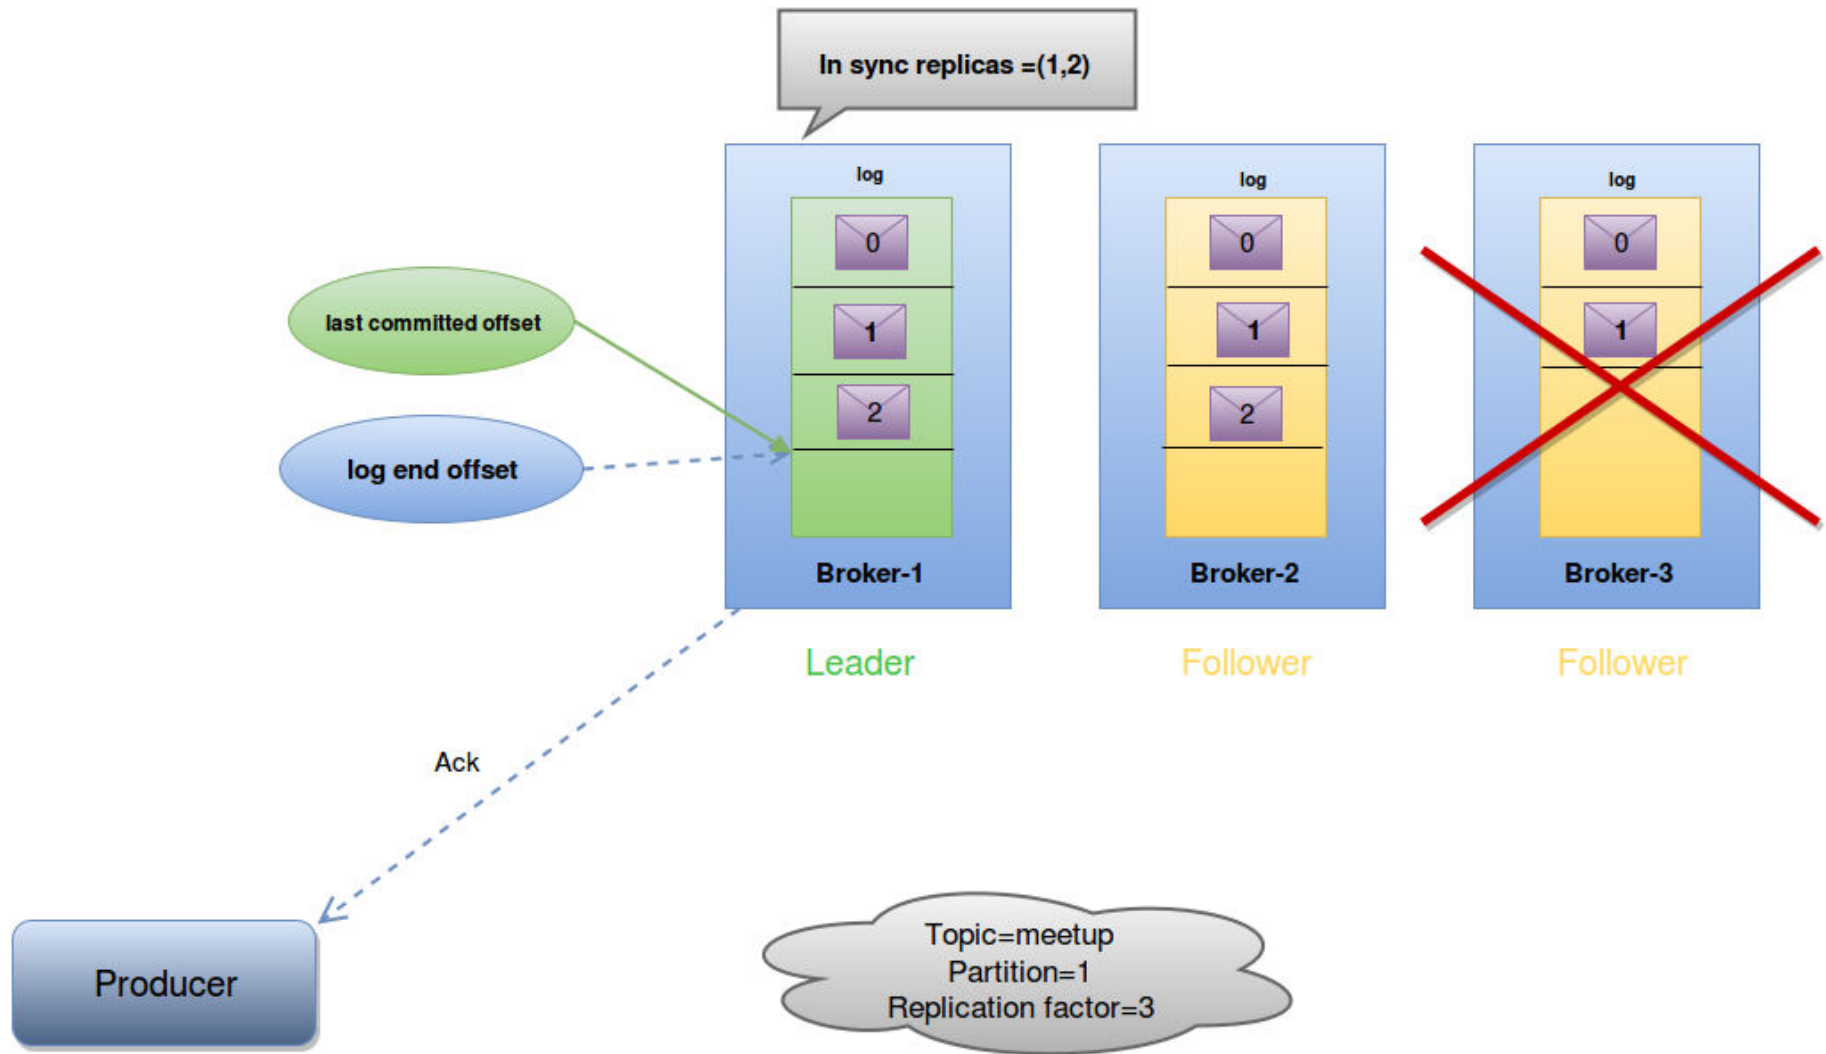 In sync replicas =(1,2)
log
log
log
0
0
0
last committed offset
1
1
1
2
2
log end offset
Broker-1
Broker-2
Broker-3
Leader
Follower
Follower
Ack
Topic=meetup
Partition=1
Replication factor=3
Producer